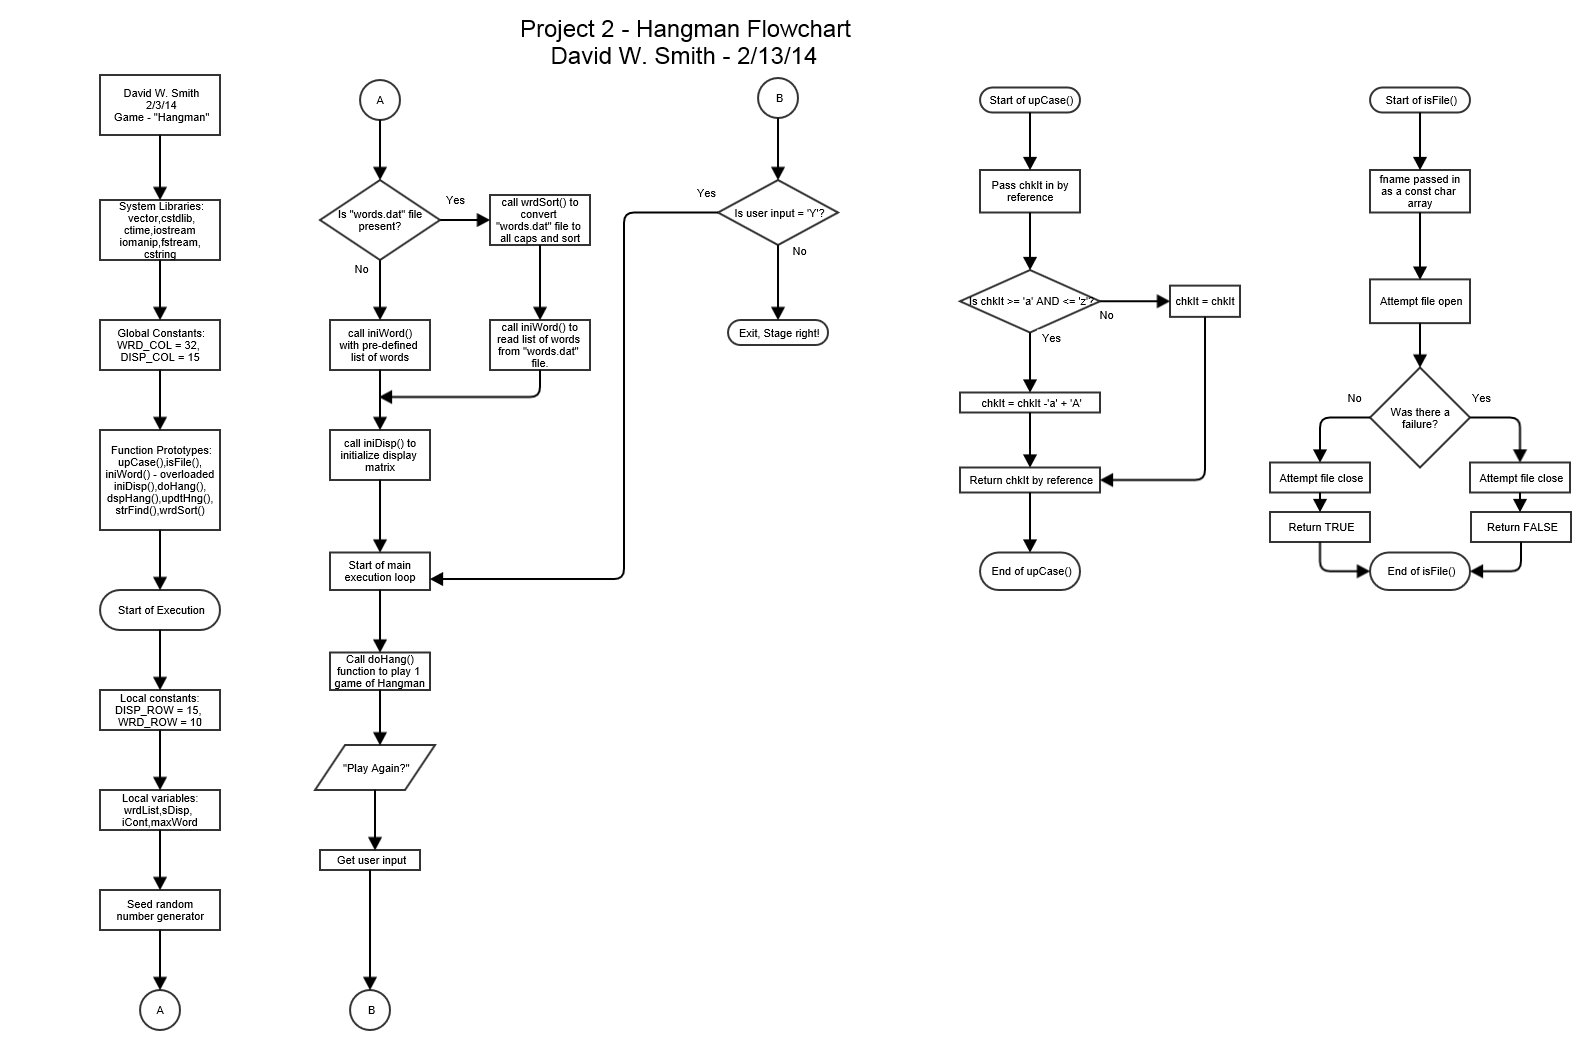 Project 2 - Hangman Flowchart
David W. Smith - 2/13/14
David W. Smith
2/3/14
Game - "Hangman"
System Libraries:
vector,cstdlib,
ctime,iostream
iomanip,fstream,
cstring
Global Constants:
WRD_COL = 32,
DISP_COL = 15
Function Prototypes:
upCase(),isFile(),
iniWord() - overloaded
iniDisp(),doHang(),
dspHang(),updtHng(),
strFind(),wrdSort()
Start of Execution
Local constants:
DISP_ROW = 15,
WRD_ROW = 10
Local variables:
wrdList,sDisp,
iCont,maxWord
Seed random
number generator
A
A
Is "words.dat" file
present?
Yes
No
call wrdSort() to
convert
"words.dat" file to
all caps and sort
call iniWord()
with pre-defined
list of words
call iniWord() to
read list of words
from "words.dat"
file.
call iniDisp() to
initialize display
matrix
Start of main
execution loop
Call doHang()
function to play 1
game of Hangman
"Play Again?"
Get user input
B
B
Yes
Is user input = 'Y'?
No
Exit, Stage right!
Start of upCase()
Pass chkIt in by
reference
Is chkIt >= 'a' AND <= 'z'?
No
chkIt = chkIt
Yes
chkIt = chkIt -'a' + 'A'
Return chkIt by reference
End of upCase()
Start of isFile()
fname passed in
as a const char
array
Attempt file open
No
Yes
Was there a
failure?
Attempt file close
Attempt file close
Return TRUE
Return FALSE
End of isFile()